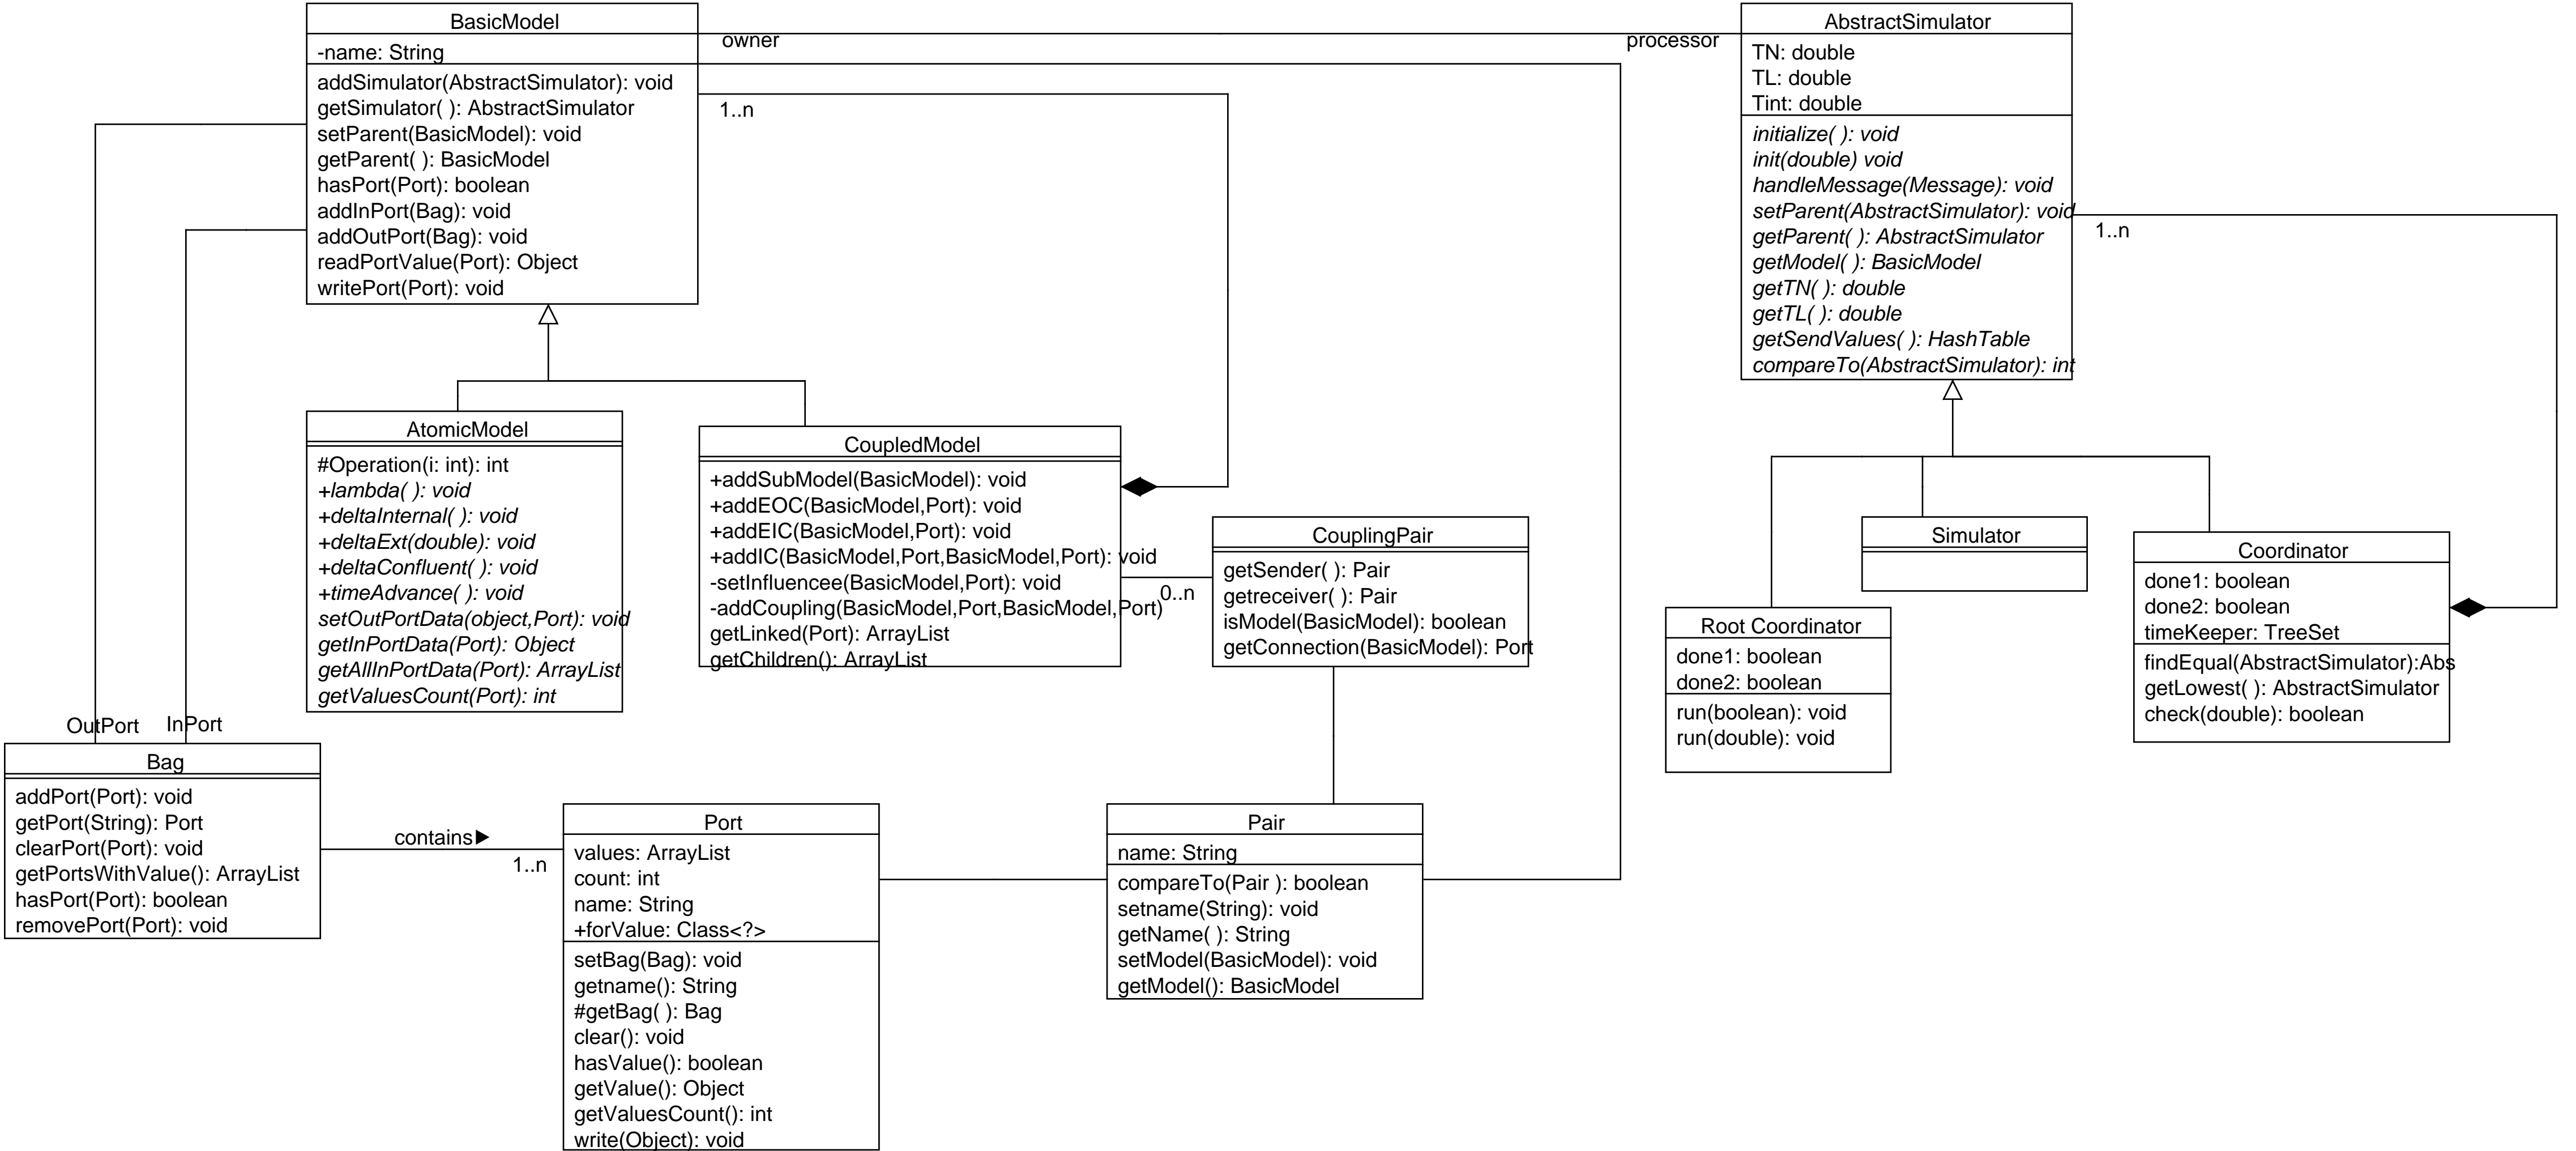 BasicModel
-name: String
addSimulator(AbstractSimulator): void
getSimulator( ): AbstractSimulator
setParent(BasicModel): void
getParent( ): BasicModel
hasPort(Port): boolean
addInPort(Bag): void
addOutPort(Bag): void
readPortValue(Port): Object
writePort(Port): void
owner
processor
1..n
AbstractSimulator
TN: double
TL: double
Tint: double
initialize( ): void
init(double) void
handleMessage(Message): void
setParent(AbstractSimulator): void
getParent( ): AbstractSimulator
getModel( ): BasicModel
getTN( ): double
getTL( ): double
getSendValues( ): HashTable
compareTo(AbstractSimulator): int
1..n
AtomicModel
#Operation(i: int): int
+lambda( ): void
+deltaInternal( ): void
+deltaExt(double): void
+deltaConfluent( ): void
+timeAdvance( ): void
setOutPortData(object,Port): void
getInPortData(Port): Object
getAllInPortData(Port): ArrayList
getValuesCount(Port): int
CoupledModel
+addSubModel(BasicModel): void
+addEOC(BasicModel,Port): void
+addEIC(BasicModel,Port): void
+addIC(BasicModel,Port,BasicModel,Port): void
-setInfluencee(BasicModel,Port): void
-addCoupling(BasicModel,Port,BasicModel,Port)
getLinked(Port): ArrayList
getChildren(): ArrayList
0..n
CouplingPair
getSender( ): Pair
getreceiver( ): Pair
isModel(BasicModel): boolean
getConnection(BasicModel): Port
Simulator
Root Coordinator
done1: boolean
done2: boolean
run(boolean): void
run(double): void
Coordinator
done1: boolean
done2: boolean
timeKeeper: TreeSet
findEqual(AbstractSimulator):Abs
getLowest( ): AbstractSimulator
check(double): boolean
OutPort
InPort
Bag
addPort(Port): void
getPort(String): Port
clearPort(Port): void
getPortsWithValue(): ArrayList
hasPort(Port): boolean
removePort(Port): void
contains
1..n
Port
values: ArrayList
count: int
name: String
+forValue: Class<?>
setBag(Bag): void
getname(): String
#getBag( ): Bag
clear(): void
hasValue(): boolean
getValue(): Object
getValuesCount(): int
write(Object): void
Pair
name: String
compareTo(Pair ): boolean
setname(String): void
getName( ): String
setModel(BasicModel): void
getModel(): BasicModel